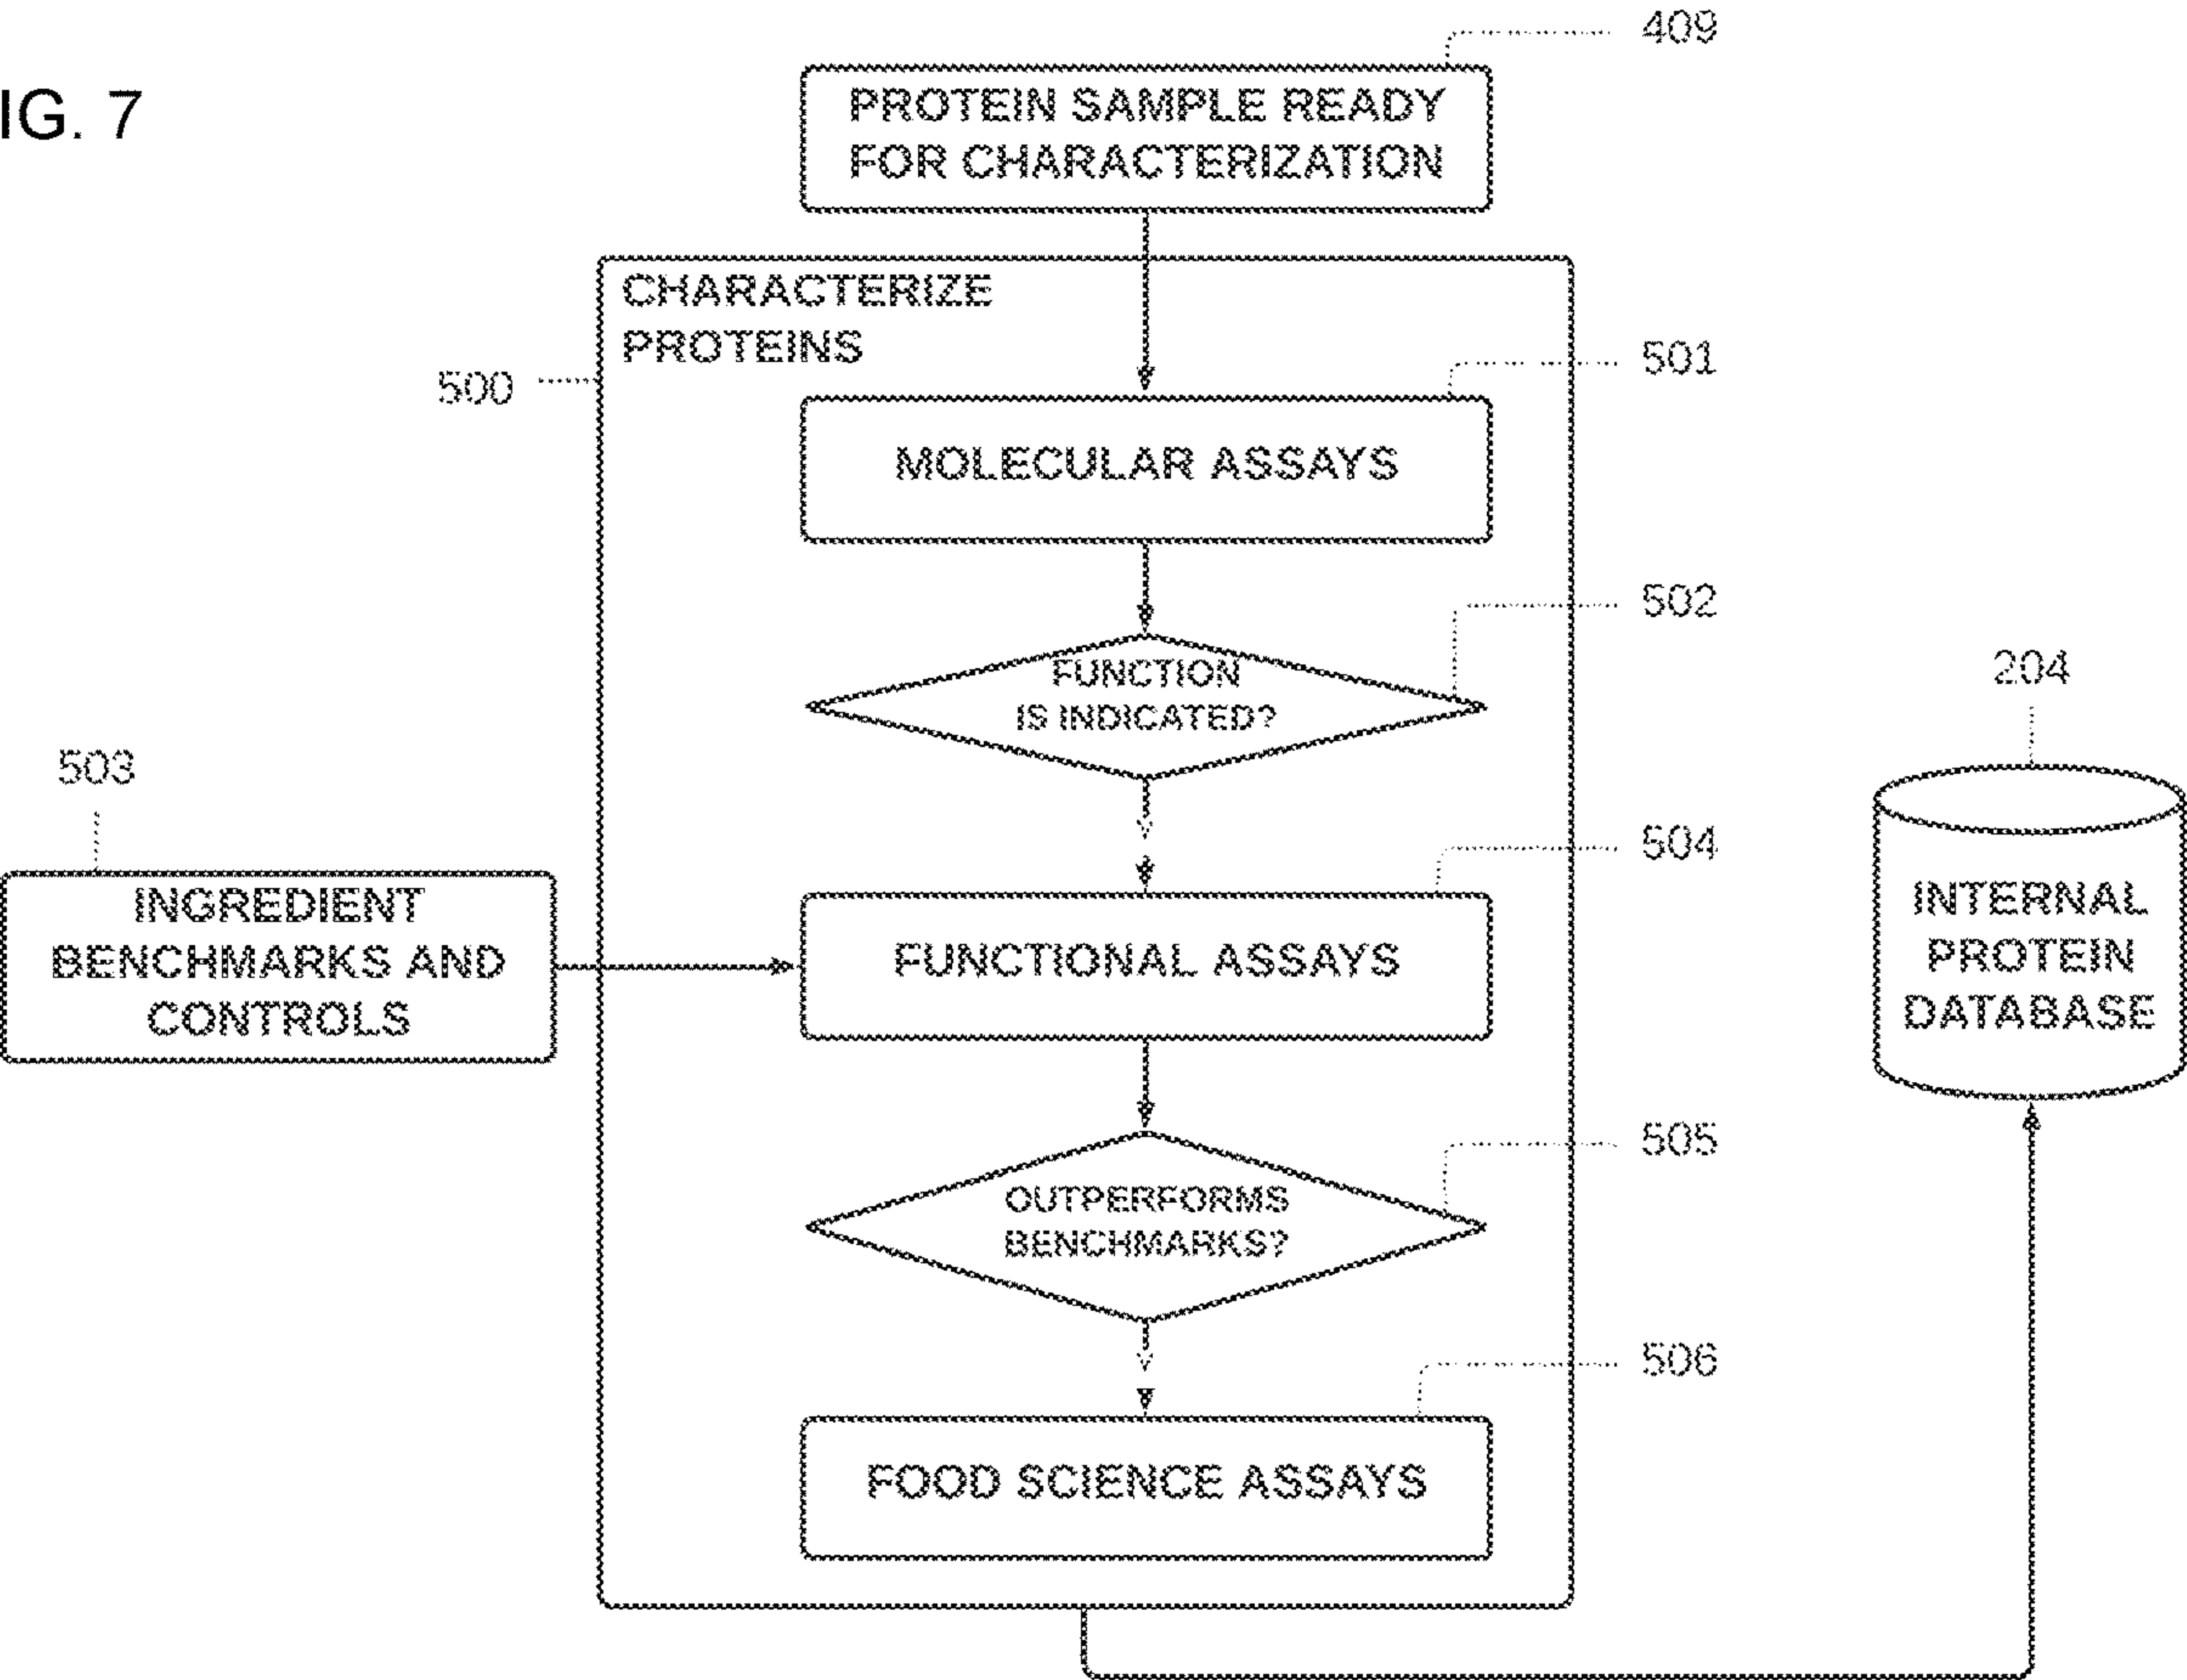 IG. 7
409
PROTEIN SAMPLE READY
FOR CHARACTERIZATION
CHARACTERIZE
PROTEINS
500
501
MOLECULAR ASSAYS
502
FUNCTION
IS INDICATED?
204
503
504
INGREDIENT
BENCHMARKS AND
CONTROLS
FUNCTIONAL ASSAYS
INTERNAL
PROTEIN
DATABASE
505
OUTPERFORMS
BENCHMARKS?
506
FOOD SCIENCE ASSAYS